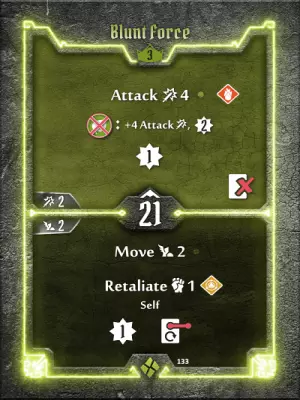 Blunt Force
3
Attack 4
: +4 Attack , 2
1
2
21
2
Move 2
Retaliate 1
Self
1
133